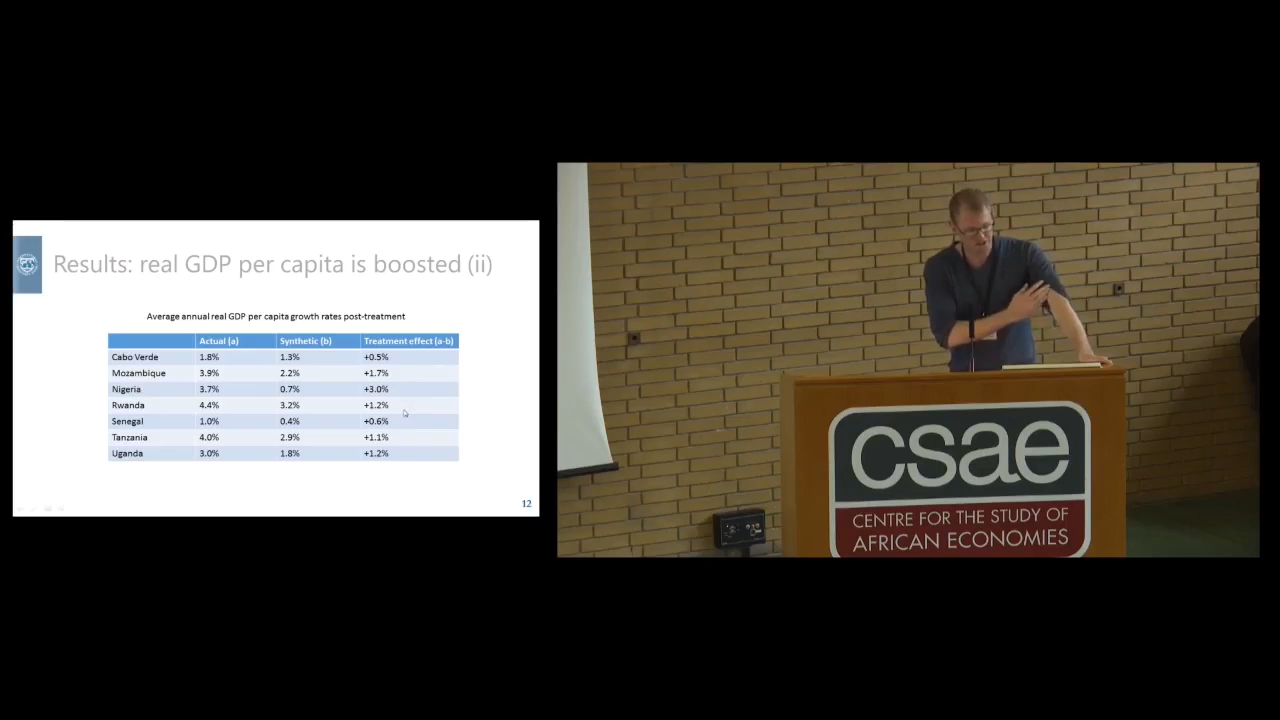 Results: real GDP per capita is boosted (ii)
Average annual real GDP per capita growth rates post-treatment
Actual (a) Synthetic (b) Treatment effect (a-b)
Cabo Verde 1.8% 1.3% +0.5%
Mozambique 3.9% 2.2% +1.7%
Nigeria 3.7% 0.7% +3.0%
Rwanda 4.4% 3.2% +1.2%
Senegal 1.0% 0.4% +0.6%
Tanzania 4.0% 2.9% +1.1%
Uganda 3.0% 1.8% +1.2%
12
csae
CENTRE FOR THE STUDY OF
AFRICAN ECONOMIES